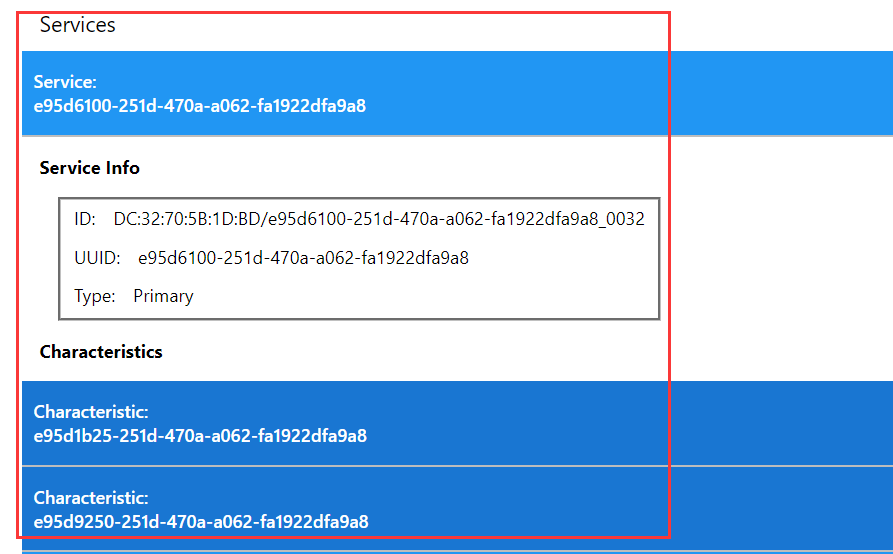 Services
Service:
e95d6100-251d-470a-a062-fa1922dfa9a8
Service Info
ID: DC:32:70:5B:1D:BD/e95d6100-251d-470a-a062-fa1922dfa9a8_0032
UUID: e95d6100-251d-470a-a062-fa1922dfa9a8
Type: Primary
Characteristics
Characteristic:
e95d1b25-251d-470a-a062-fa1922dfa9a8
Characteristic:
e95d9250-251d-470a-a062-fa1922dfa9a8